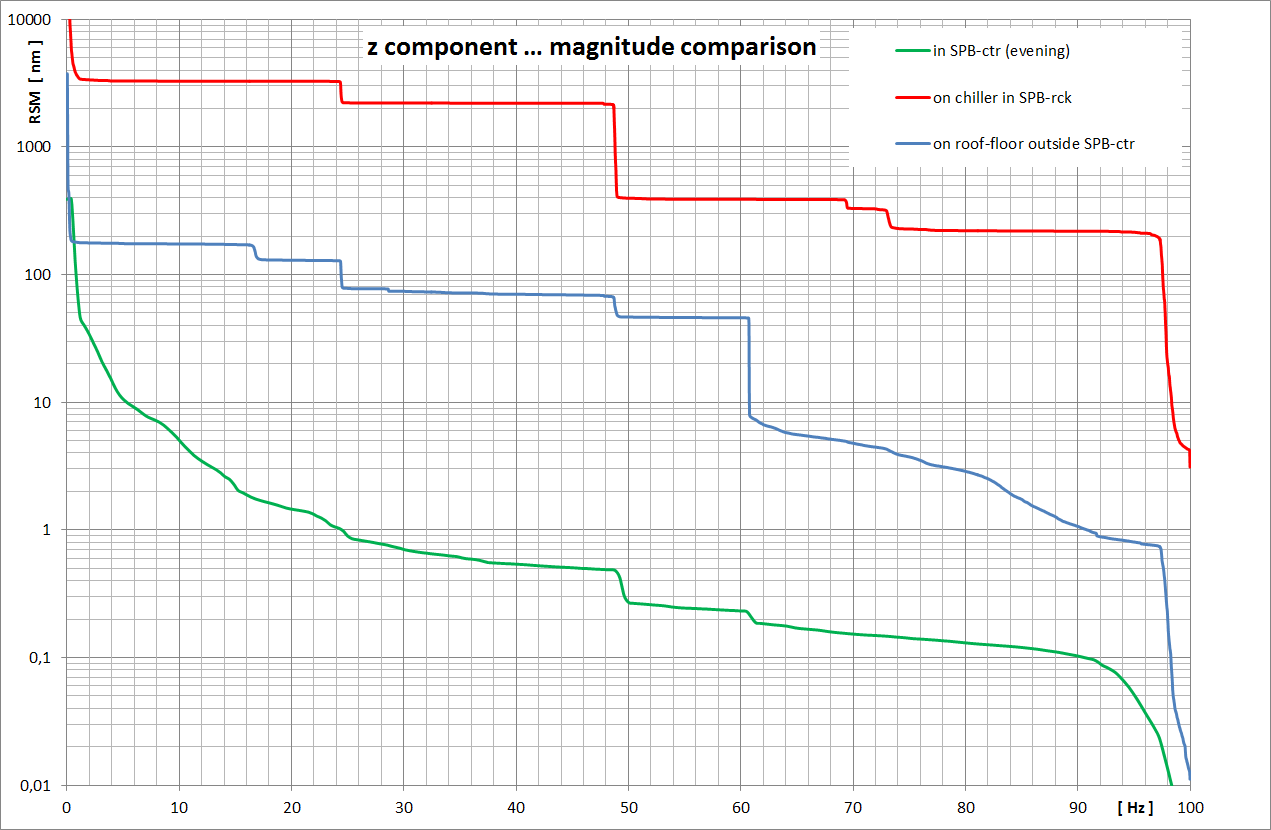 z component ... magnitude comparison
in SPB-ctr (evening)
on chiller in SPB-rck
on roof-floor outside SPB-ctr
RSM [ nm ]
10000
1000
100
10
1
0,1
0,01
0 10 20 30 40 50 60 70 80 90 [ Hz ] 100